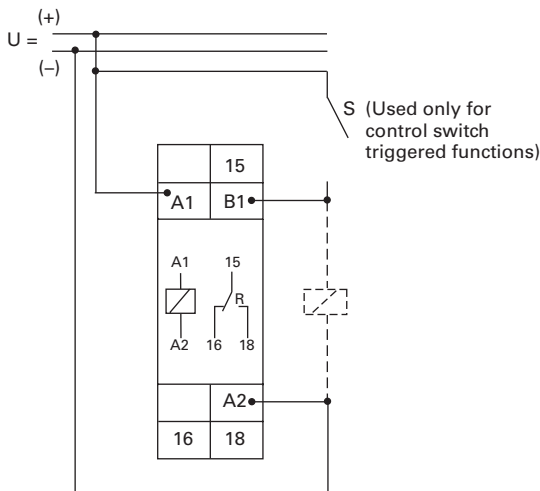 (+)
U =
(−)
S (Used only for
control switch
triggered functions)
15
A1 B1
A1 15
R
A2 16 18
A2
16 18